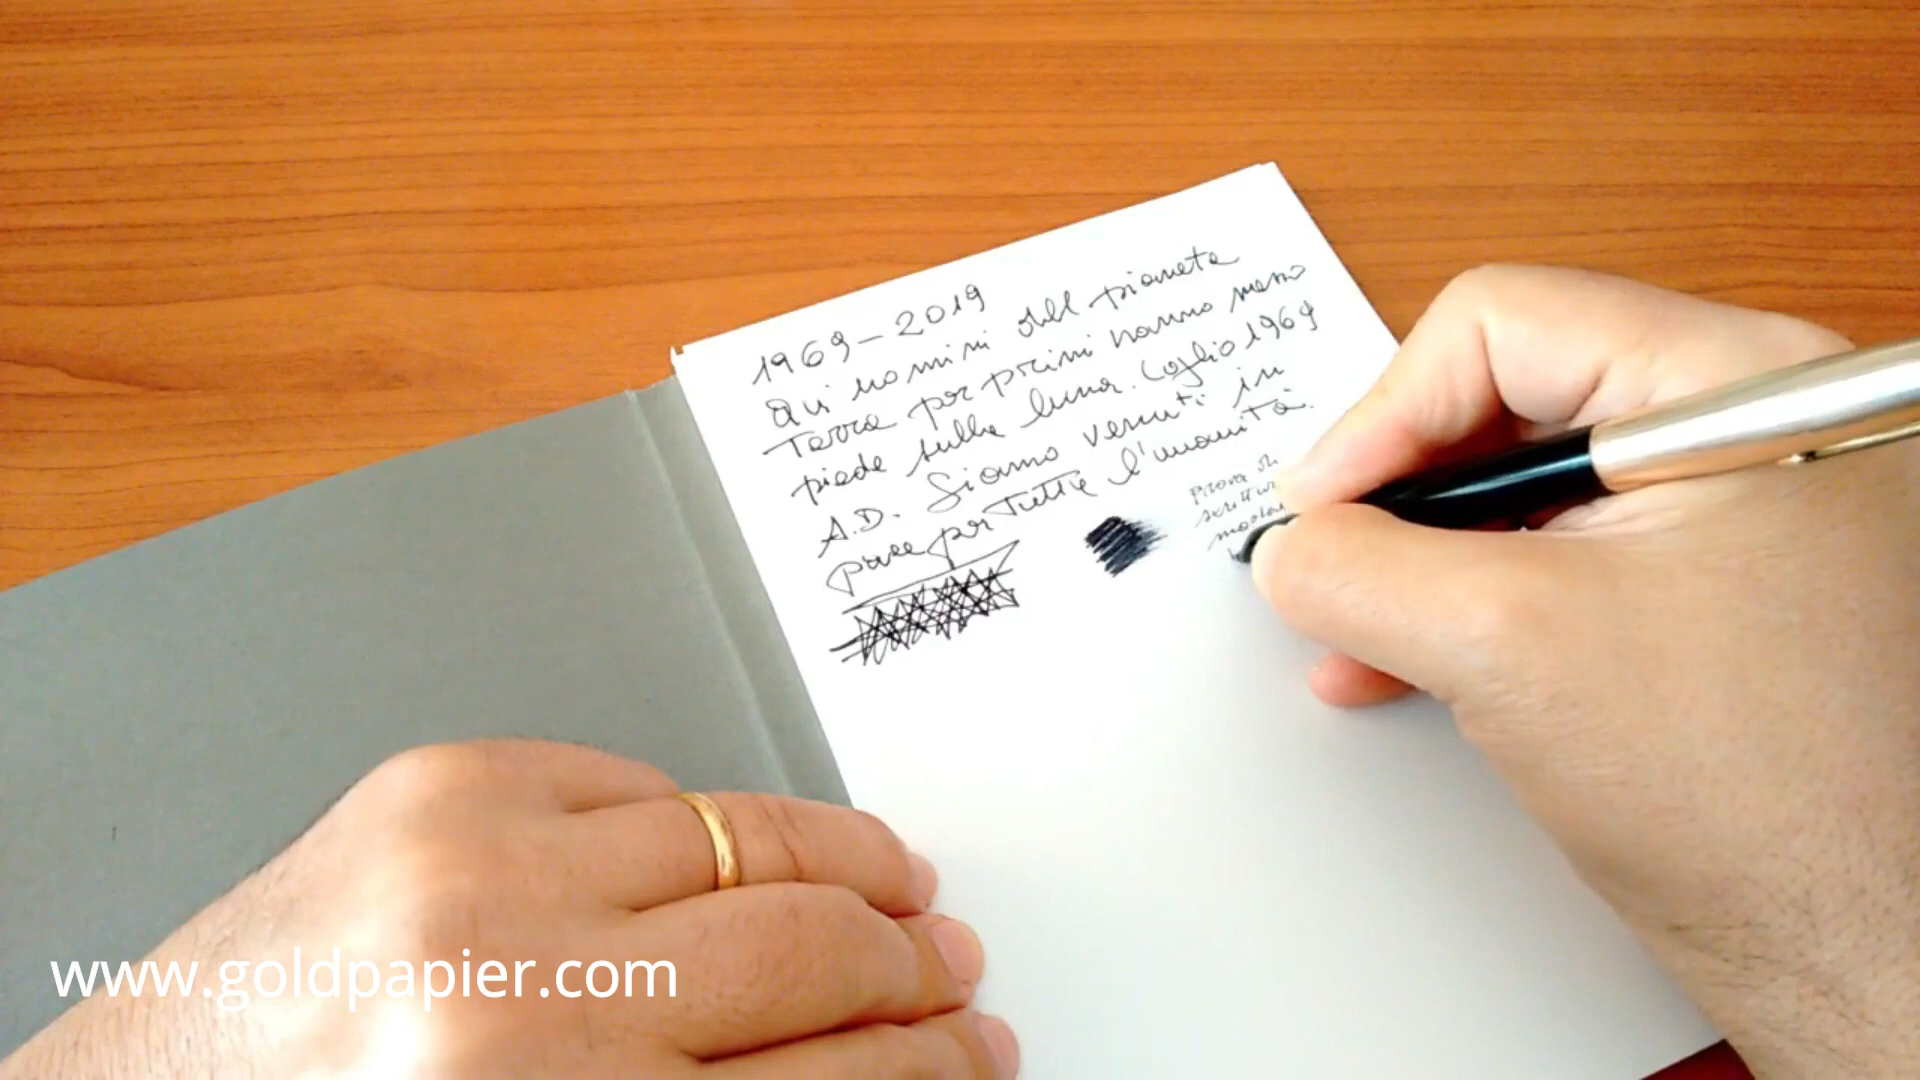 1969-2019
Qui uomini del pianeta
Terra per primi hanno messo
piede sulla luna. Luglio 1969
A.D. Siamo venuti in
pace per tutta l'umanità.
prova di
www.goldpapier.com